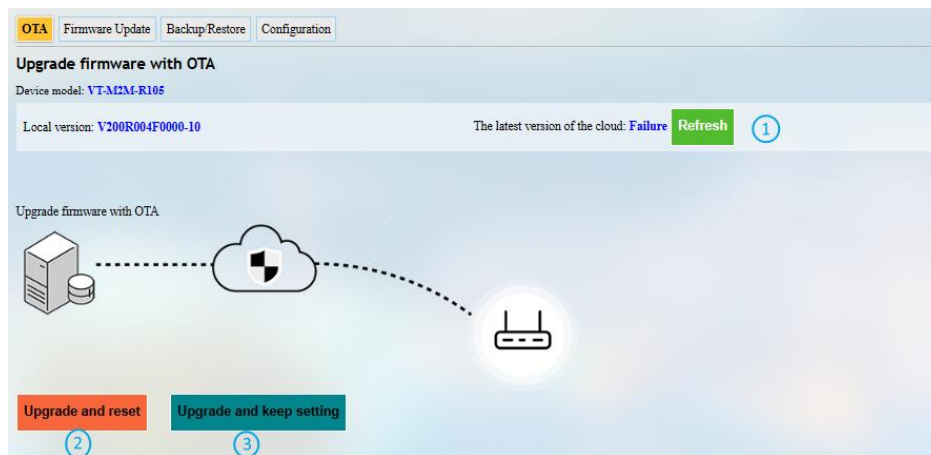 OTA Firmware Update Backup/Restore Configuration
Upgrade firmware with OTA
Device model: VT-M2M-R105
Local version: V200R004F0000-10 The latest version of the cloud: Failure Refresh 1
Upgrade firmware with OTA
Upgrade and reset Upgrade and keep setting
2 3